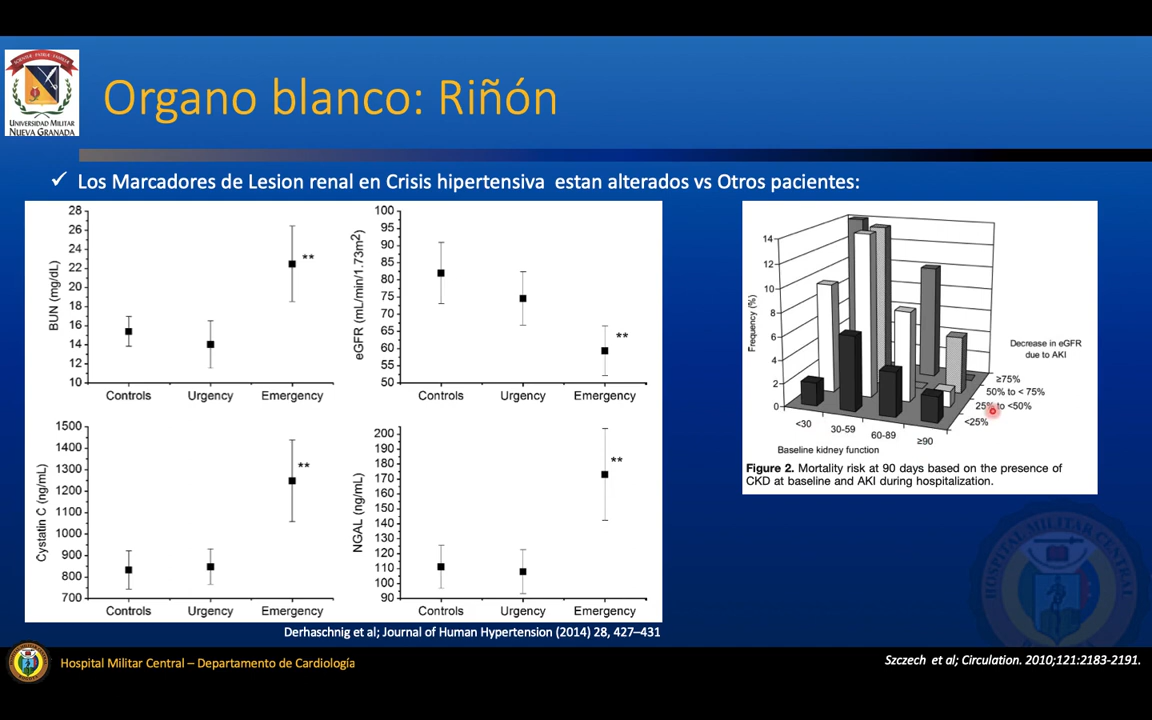 UNIVERSIDAD MILITAR
NUEVA GRANADA
Organo blanco: Riñón
✓ Los Marcadores de Lesion renal en Crisis hipertensiva estan alterados vs Otros pacientes:
BUN (mg/dL)
28
26
24
22
20
18
16
14
12
10
**
Controls Urgency Emergency
eGFR (mL/min/1.73m²)
100
95
90
85
80
75
70
65
60
55
50
**
Controls Urgency Emergency
Cystatin C (ng/mL)
1500
1400
1300
1200
1100
1000
900
800
700
**
Controls Urgency Emergency
NGAL (ng/mL)
200
190
180
170
160
150
140
130
120
110
100
90
**
Controls Urgency Emergency
Derhaschnig et al; Journal of Human Hypertension (2014) 28, 427–431
Frequency (%)
14
12
10
8
6
4
2
0
<30 30-59 60-89 ≥90
Baseline kidney function
Decrease in eGFR
due to AKI
≥75%
50% to < 75%
25% to <50%
<25%
Figure 2. Mortality risk at 90 days based on the presence of
CKD at baseline and AKI during hospitalization.
HOSPITAL MILITAR CENTRAL
Hospital Militar Central – Departamento de Cardiología
Szczech et al; Circulation. 2010;121:2183-2191.